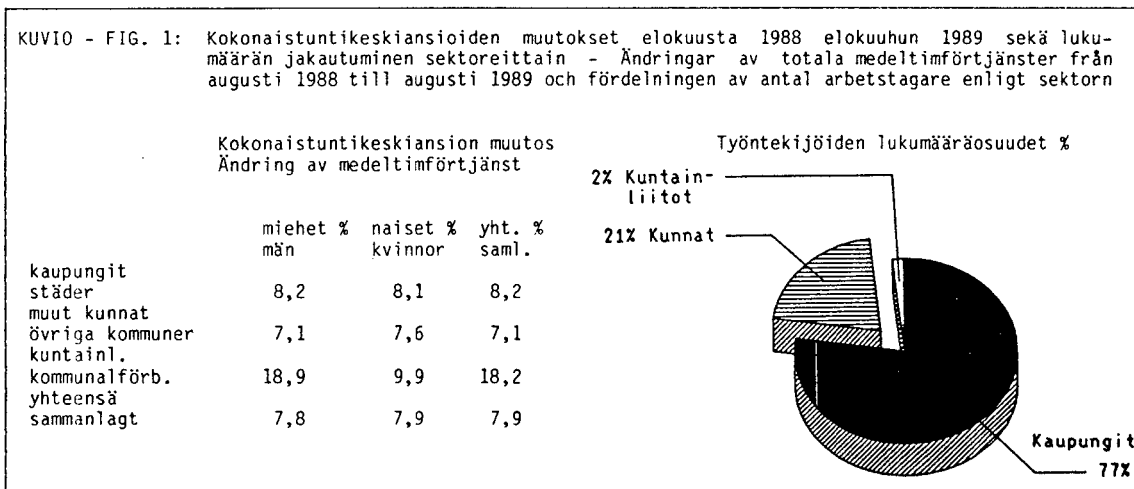 KUVIO - FIG. 1: Kokonaistuntikeskiansioiden muutokset elokuusta 1988 elokuuhun 1989 sekä luku-
määrän jakautuminen sektoreittain - Ändringar av totala medeltimförtjänster från
augusti 1988 till augusti 1989 och fördelningen av antal arbetstagare enligt sektorn
Kokonaistuntikeskiansion muutos
Ändring av medeltimförtjänst
miehet % naiset % yht. %
män kvinnor saml.
kaupungit
städer 8,2 8,1 8,2
muut kunnat
övriga kommuner 7,1 7,6 7,1
kuntainl.
kommunalförb. 18,9 9,9 18,2
yhteensä
sammanlagt 7,8 7,9 7,9
Työntekijöiden lukumääräosuudet %
2% Kuntain-
liitot
21% Kunnat
Kaupungit
77%